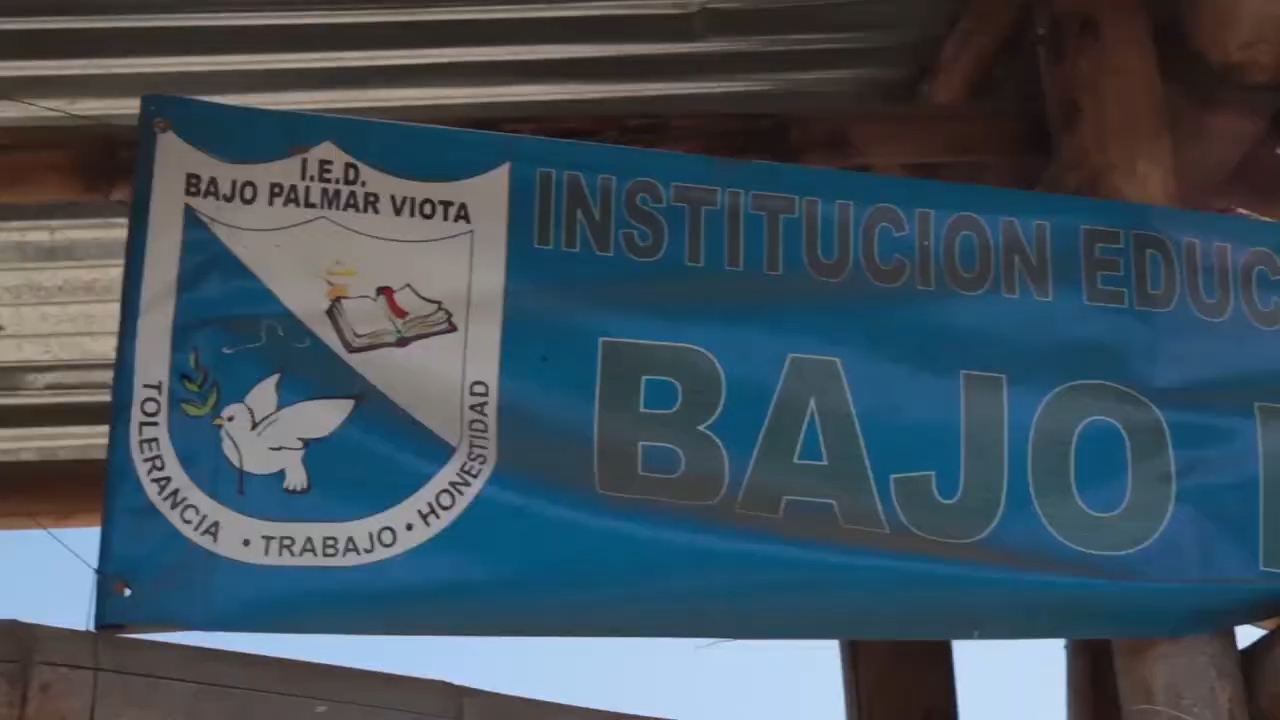 I.E.D.
BAJO PALMAR VIOTA
TOLERANCIA • TRABAJO • HONESTIDAD
INSTITUCION EDUC
BAJO